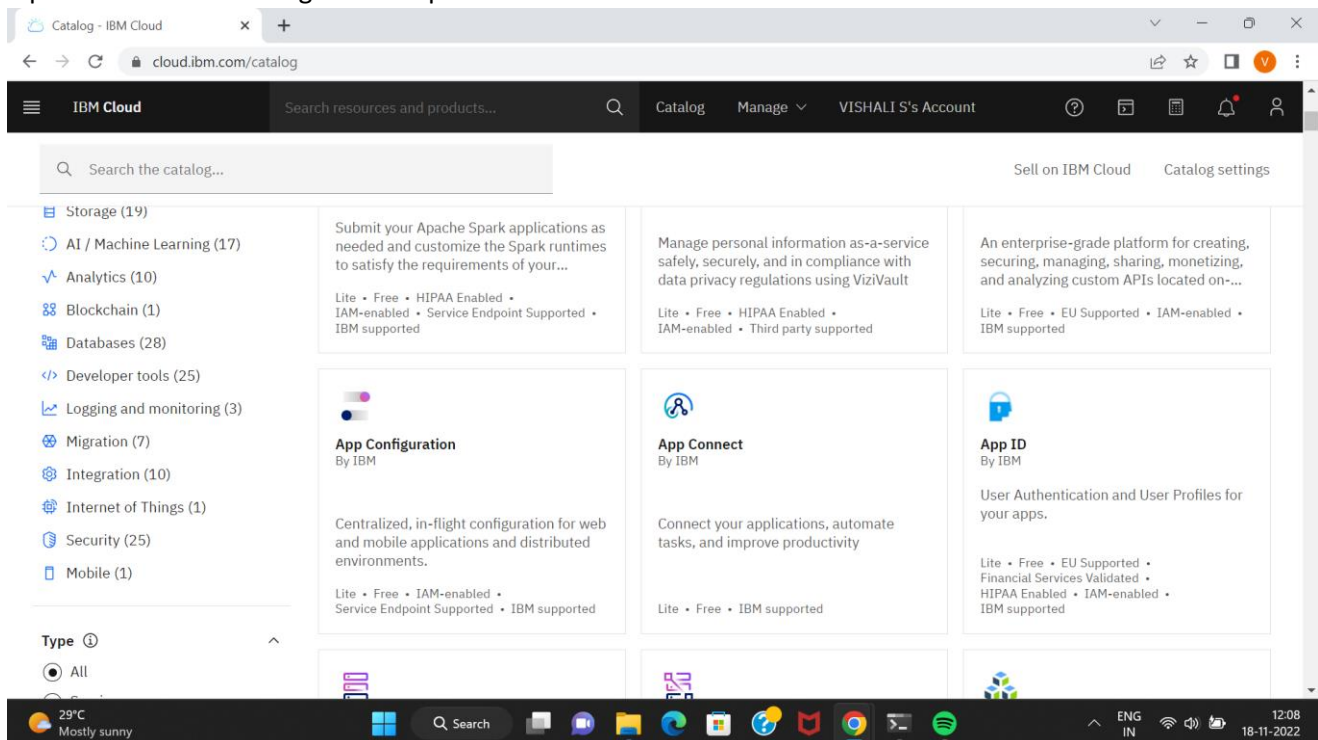 Catalog - IBM Cloud
cloud.ibm.com/catalog
V
IBM Cloud
Search resources and products...
Catalog
Manage
VISHALI S's Account
Search the catalog...
Sell on IBM Cloud
Catalog settings
Storage (19)
AI / Machine Learning (17)
Analytics (10)
Blockchain (1)
Databases (28)
Developer tools (25)
Logging and monitoring (3)
Migration (7)
Integration (10)
Internet of Things (1)
Security (25)
Mobile (1)
Type
All
Submit your Apache Spark applications as
needed and customize the Spark runtimes
to satisfy the requirements of your...
Lite • Free • HIPAA Enabled •
IAM-enabled • Service Endpoint Supported •
IBM supported
Manage personal information as-a-service
safely, securely, and in compliance with
data privacy regulations using ViziVault
Lite • Free • HIPAA Enabled •
IAM-enabled • Third party supported
An enterprise-grade platform for creating,
securing, managing, sharing, monetizing,
and analyzing custom APIs located on-...
Lite • Free • EU Supported • IAM-enabled •
IBM supported
App Configuration
By IBM
Centralized, in-flight configuration for web
and mobile applications and distributed
environments.
Lite • Free • IAM-enabled •
Service Endpoint Supported • IBM supported
App Connect
By IBM
Connect your applications, automate
tasks, and improve productivity
Lite • Free • IBM supported
App ID
By IBM
User Authentication and User Profiles for
your apps.
Lite • Free • EU Supported •
Financial Services Validated •
HIPAA Enabled • IAM-enabled •
IBM supported
29°C
Mostly sunny
Search
ENG
IN
12:08
18-11-2022